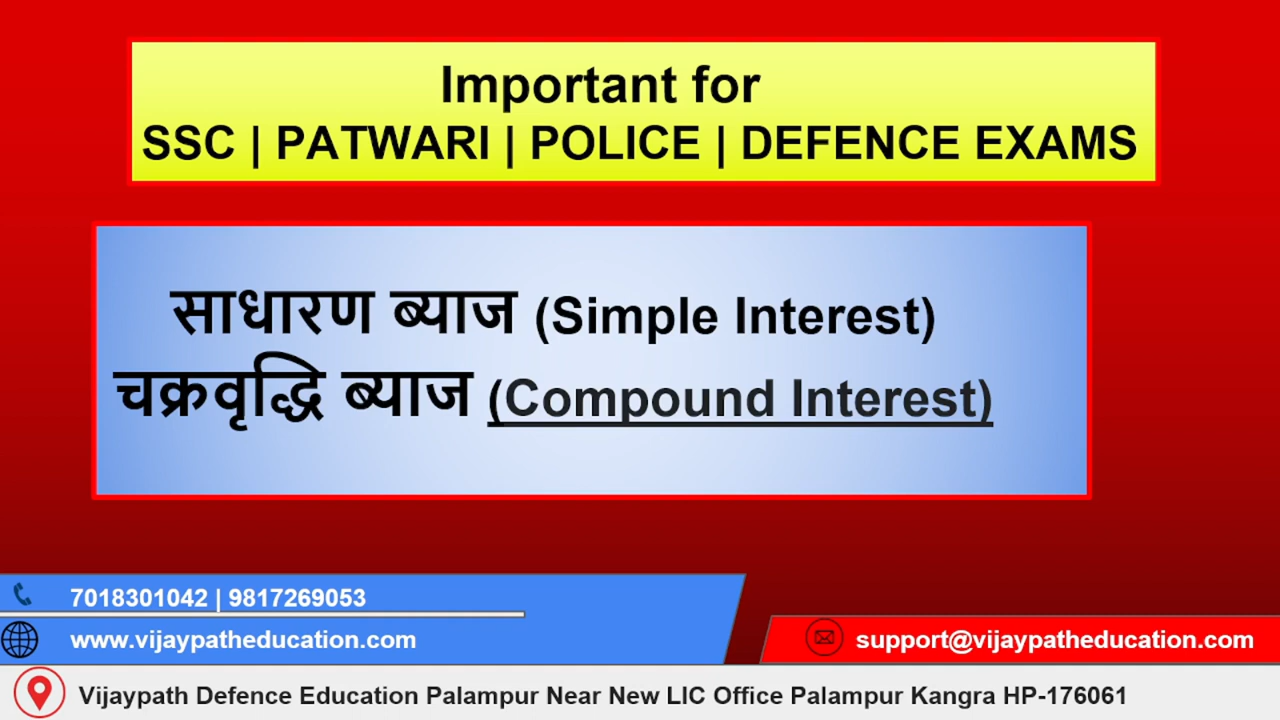 Important for
SSC | PATWARI | POLICE | DEFENCE EXAMS
साधारण ब्याज (Simple Interest)
चक्रवृद्धि ब्याज (Compound Interest)
7018301042 | 9817269053
www.vijaypatheducation.com
support@vijaypatheducation.com
Vijaypath Defence Education Palampur Near New LIC Office Palampur Kangra HP-176061